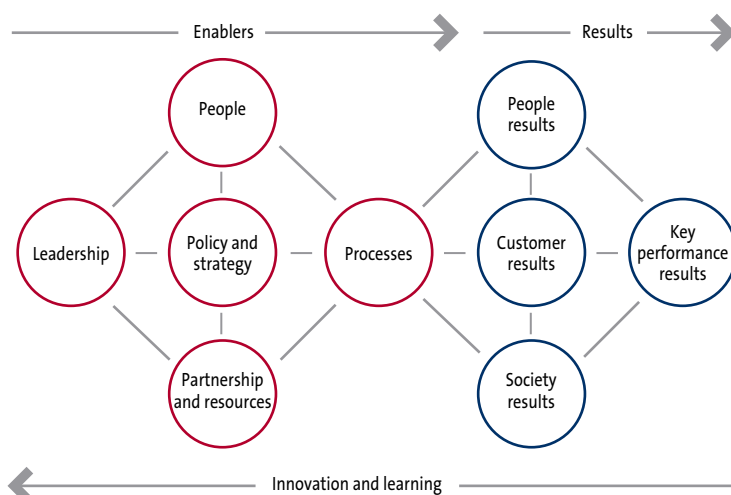 Enablers
Results
People
People
results
Leadership
Policy and
strategy
Processes
Customer
results
Key
performance
results
Partnership
and resources
Society
results
Innovation and learning